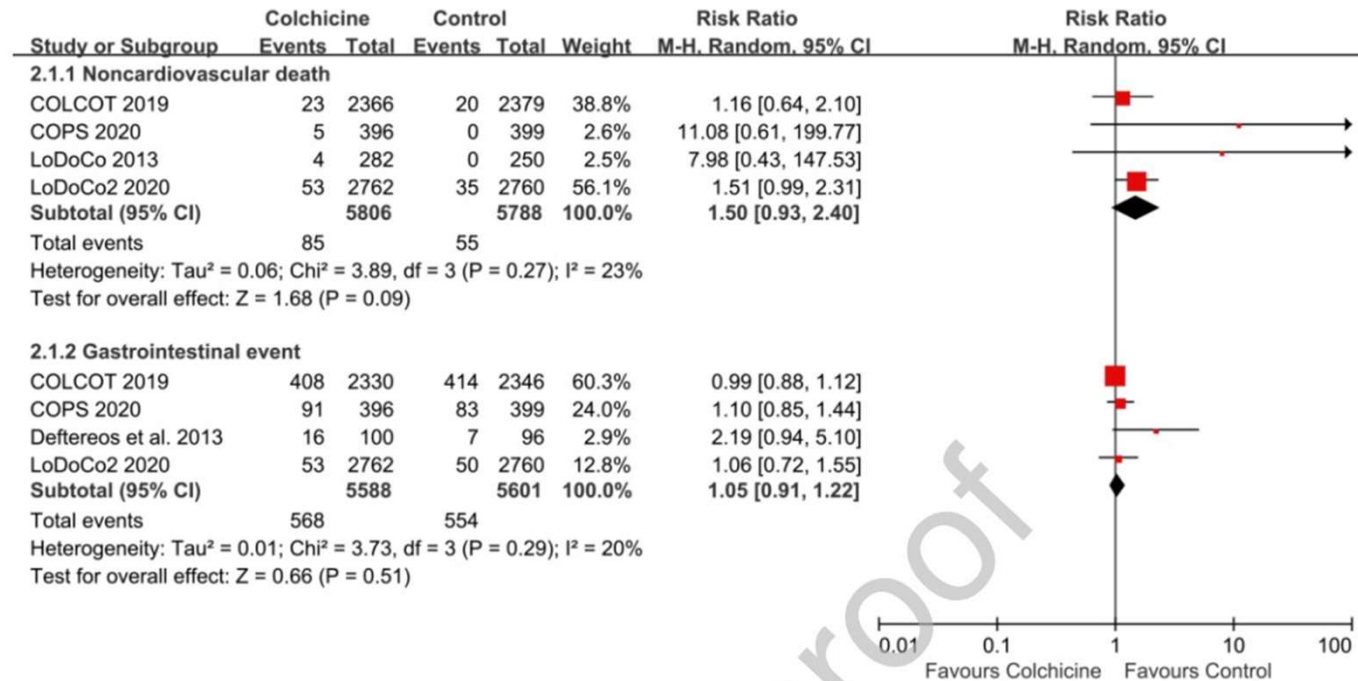 Colchicine Control Risk Ratio Risk Ratio
Study or Subgroup Events Total Events Total Weight M-H, Random, 95% CI M-H, Random, 95% CI
2.1.1 Noncardiovascular death
COLCOT 2019 23 2366 20 2379 38.8% 1.16 [0.64, 2.10]
COPS 2020 5 396 0 399 2.6% 11.08 [0.61, 199.77]
LoDoCo 2013 4 282 0 250 2.5% 7.98 [0.43, 147.53]
LoDoCo2 2020 53 2762 35 2760 56.1% 1.51 [0.99, 2.31]
Subtotal (95% CI) 5806 5788 100.0% 1.50 [0.93, 2.40]
Total events 85 55
Heterogeneity: Tau² = 0.06; Chi² = 3.89, df = 3 (P = 0.27); I² = 23%
Test for overall effect: Z = 1.68 (P = 0.09)
2.1.2 Gastrointestinal event
COLCOT 2019 408 2330 414 2346 60.3% 0.99 [0.88, 1.12]
COPS 2020 91 396 83 399 24.0% 1.10 [0.85, 1.44]
Deftereos et al. 2013 16 100 7 96 2.9% 2.19 [0.94, 5.10]
LoDoCo2 2020 53 2762 50 2760 12.8% 1.06 [0.72, 1.55]
Subtotal (95% CI) 5588 5601 100.0% 1.05 [0.91, 1.22]
Total events 568 554
Heterogeneity: Tau² = 0.01; Chi² = 3.73, df = 3 (P = 0.29); I² = 20%
Test for overall effect: Z = 0.66 (P = 0.51)
0.01 0.1 1 10 100
Favours Colchicine Favours Control
roof